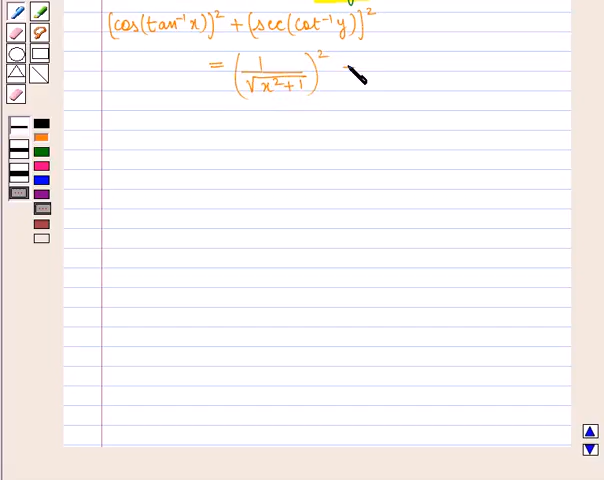 [cos(tan⁻¹x)]² + [sec(cot⁻¹y)]²
= (1/√(x²+1))² -